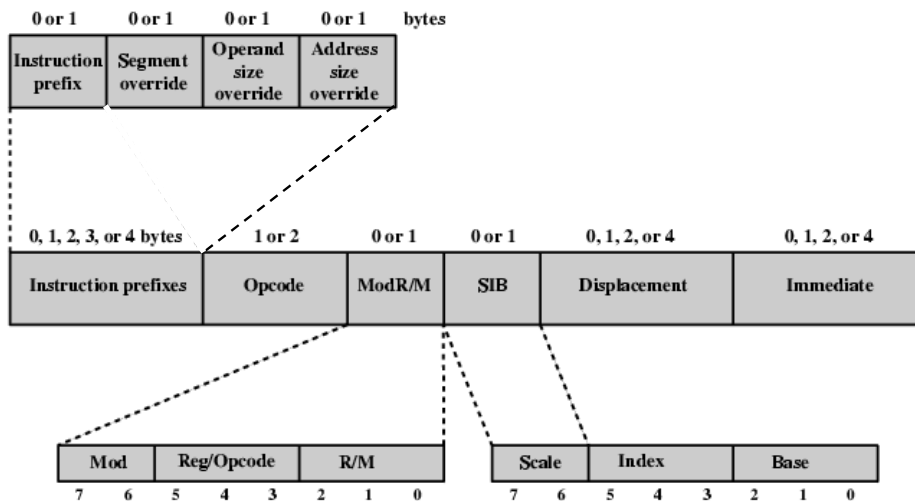 0 or 1 0 or 1 0 or 1 0 or 1 bytes
Instruction prefix
Segment override
Operand size override
Address size override
0, 1, 2, 3, or 4 bytes 1 or 2 0 or 1 0 or 1 0, 1, 2, or 4 0, 1, 2, or 4
Instruction prefixes Opcode ModR/M SIB Displacement Immediate
Mod Reg/Opcode R/M Scale Index Base
7 6 5 4 3 2 1 0 7 6 5 4 3 2 1 0